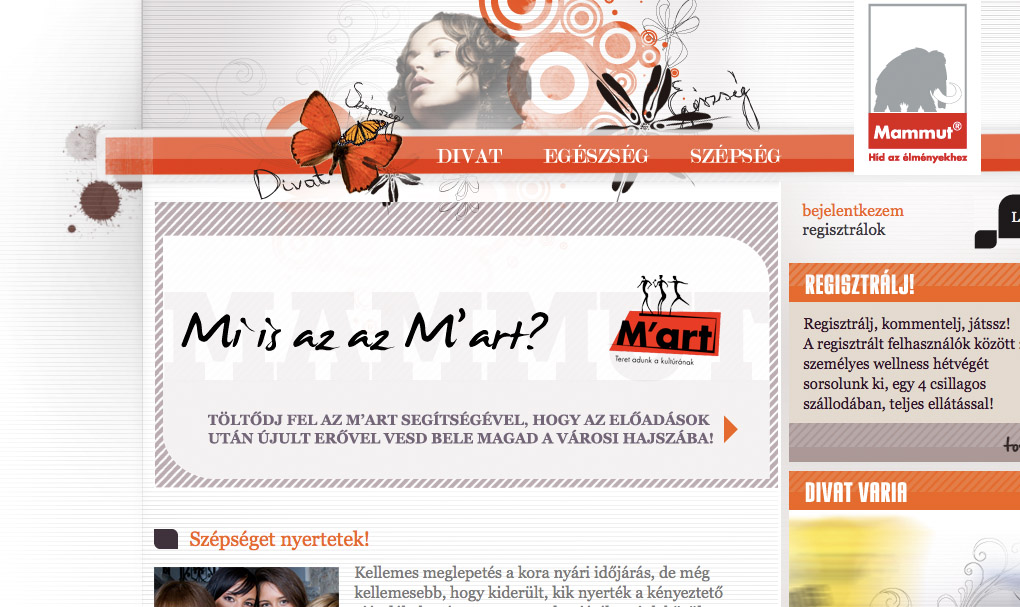 Szépség
Egészség
Divat
DIVAT EGÉSZSÉG SZÉPSÉG
Mammut®
Híd az élményekhez
bejelentkezem
regisztrálok
L
MAMMUT
Mi is az az M'art?
M'art
Teret adunk a kultúrának
TÖLTŐDJ FEL AZ M'ART SEGÍTSÉGÉVEL, HOGY AZ ELŐADÁSOK
UTÁN ÚJULT ERŐVEL VESD BELE MAGAD A VÁROSI HAJSZÁBA!
REGISZTRÁLJ!
Regisztrálj, kommentelj, játssz!
A regisztrált felhasználók között
személyes wellness hétvégét
sorsolunk ki, egy 4 csillagos
szállodában, teljes ellátással!
DIVAT VARIA
Szépséget nyertetek!
Kellemes meglepetés a kora nyári időjárás, de még
kellemesebb, hogy kiderült, kik nyerték a kényeztető